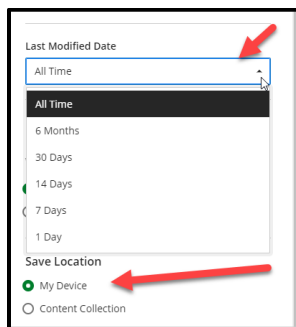 Last Modified Date
All Time
All Time
6 Months
30 Days
14 Days
7 Days
1 Day
Save Location
My Device
Content Collection